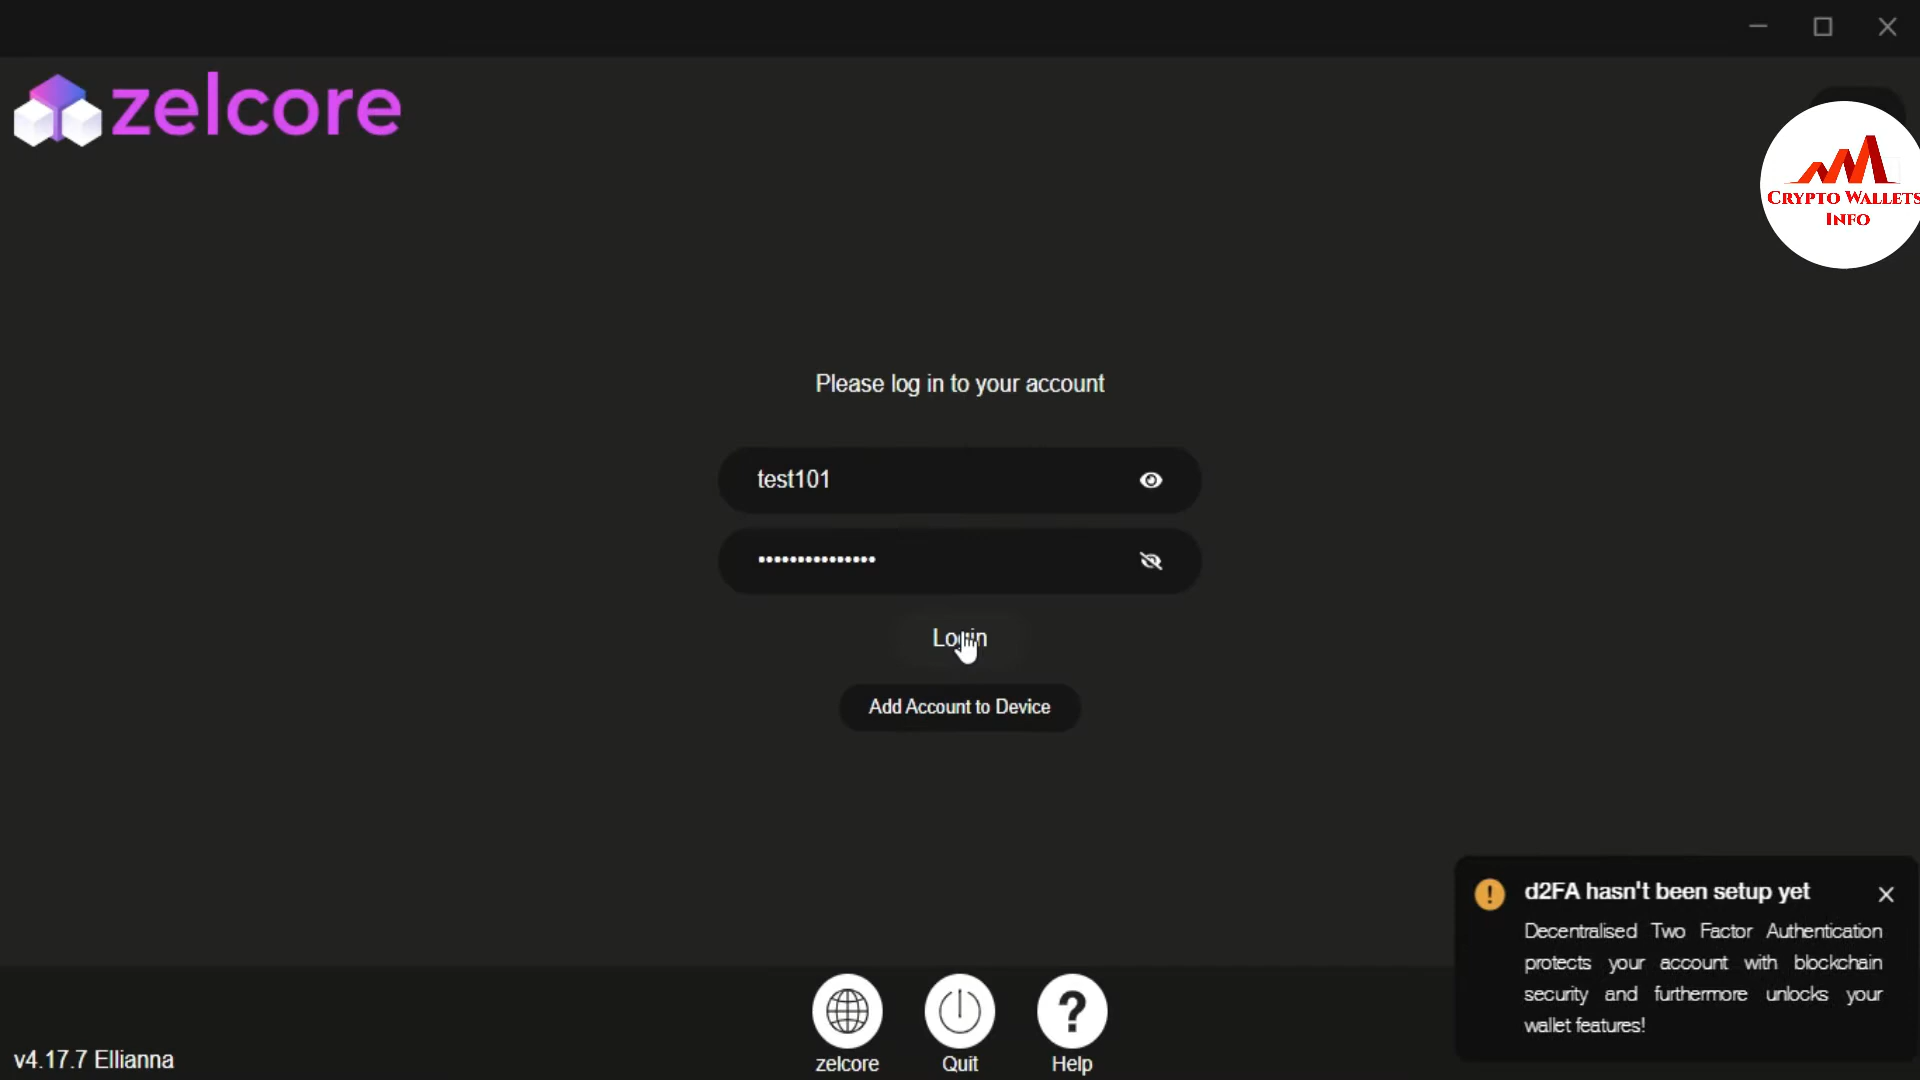 zelcore
CRYPTO WALLETS
INFO
Please log in to your account
test101
•••••••••••••••
Login
Add Account to Device
d2FA hasn't been setup yet
Decentralised Two Factor Authentication
protects your account with blockchain
security and furthermore unlocks your
wallet features!
zelcore
Quit
Help
v4.17.7 Ellianna